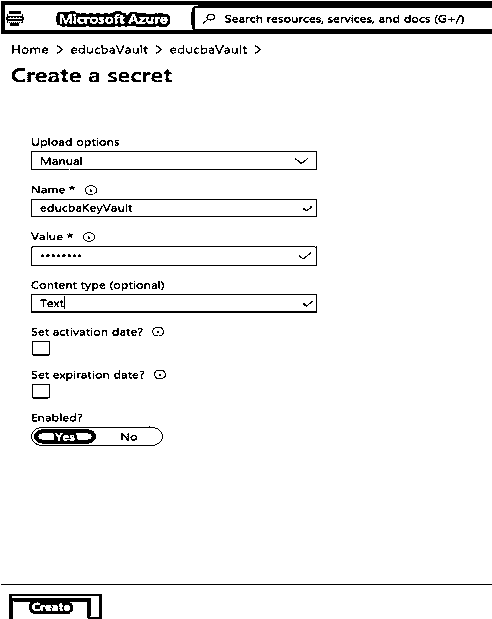 Microsoft Azure
Search resources, services, and docs (G+/)
Home > educbaVault > educbaVault >
Create a secret
Upload options
Manual
Name *
educbaKeyVault
Value *
••••••••
Content type (optional)
Text
Set activation date?
Set expiration date?
Enabled?
Yes No
Create